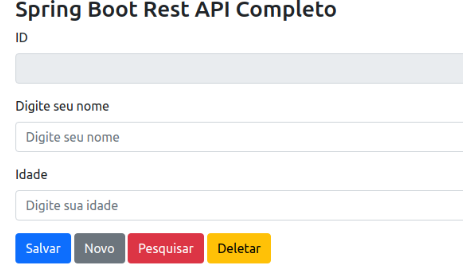 Spring Boot Rest API Completo
ID
Digite seu nome
Digite seu nome
Idade
Digite sua idade
Salvar Novo Pesquisar Deletar